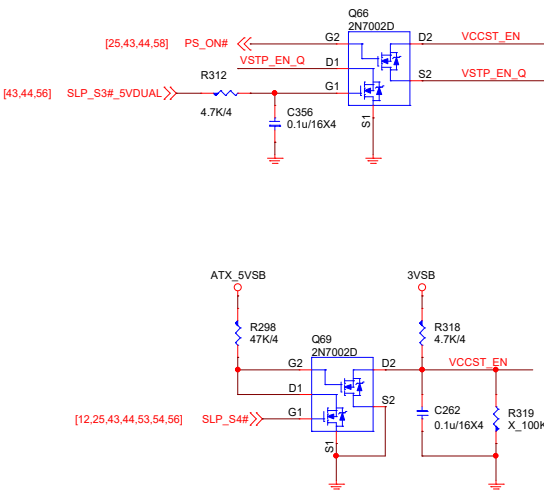 Q66
2N7002D
[25,43,44,58] PS_ON# G2 D2 VCCST_EN
VSTP_EN_Q D1
R312 S2 VSTP_EN_Q
[43,44,56] SLP_S3#_5VDUAL G1
4.7K/4
C356
0.1u/16X4
S1
ATX_5VSB 3VSB
R298
47K/4
R318
4.7K/4
Q69
2N7002D
G2 D2 VCCST_EN
D1
S2
[12,25,43,44,53,54,56] SLP_S4# G1
C262
0.1u/16X4
R319
X_100K
S1